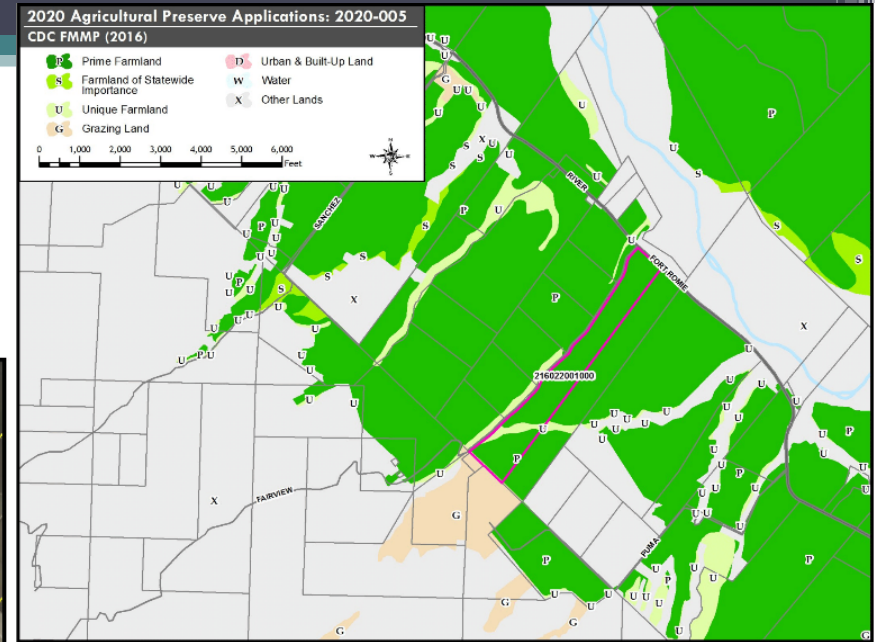 2020 Agricultural Preserve Applications: 2020-005
CDC FMMP (2016)
P Prime Farmland
S Farmland of Statewide
Importance
U Unique Farmland
G Grazing Land
D Urban & Built-Up Land
W Water
X Other Lands
0 1,000 2,000 3,000 4,000 5,000 6,000
Feet
N
W E
S
SANCHEZ
RIVER
FORT ROMIE
216022001000
FAIRVIEW
PUMA